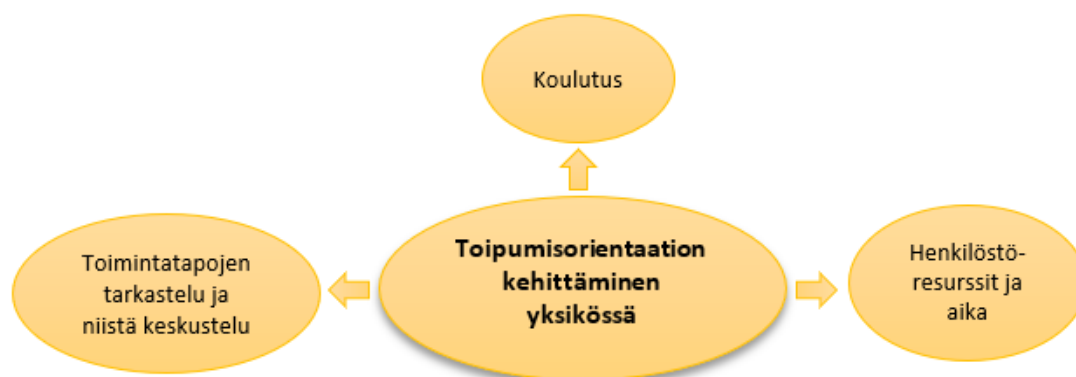 Koulutus
Toipumisorientaation
kehittäminen
yksikössä
Toimintatapojen
tarkastelu ja
niistä keskustelu
Henkilöstö-
resurssit ja
aika